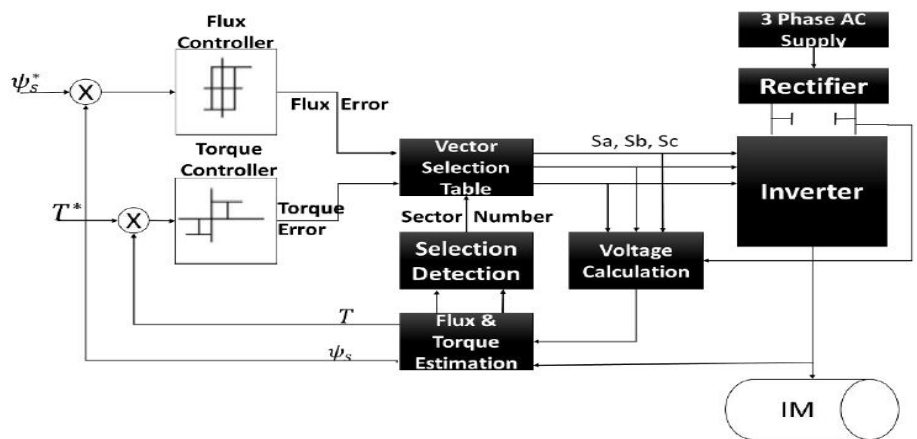 Flux
Controller
3 Phase AC
Supply
ψs*
X
Flux Error
Rectifier
Torque
Controller
Vector
Selection
Table
Sa, Sb, Sc
Inverter
T*
X
Torque
Error
Sector Number
Selection
Detection
Voltage
Calculation
T
Flux &
Torque
Estimation
ψs
IM